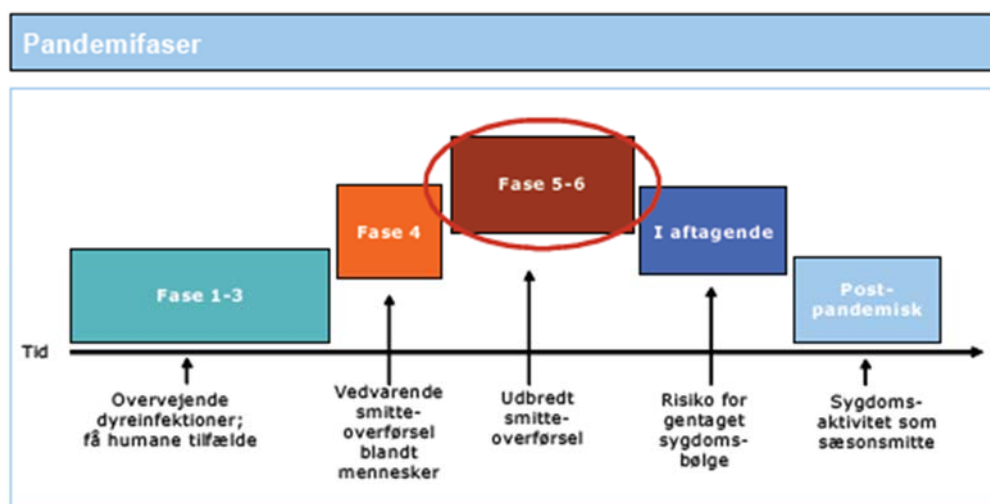 Pandemifaser
Fase 1-3
Fase 4
Fase 5-6
I aftagende
Post-
pandemisk
Tid
Overvejende
dyreinfektioner;
få humane tilfælde
Vedvarende
smitte-
overførsel
blandt
mennesker
Udbredt
smitte-
overførsel
Risiko for
gentaget
sygdoms-
bølge
Sygdoms-
aktivitet som
sæsonsmitte